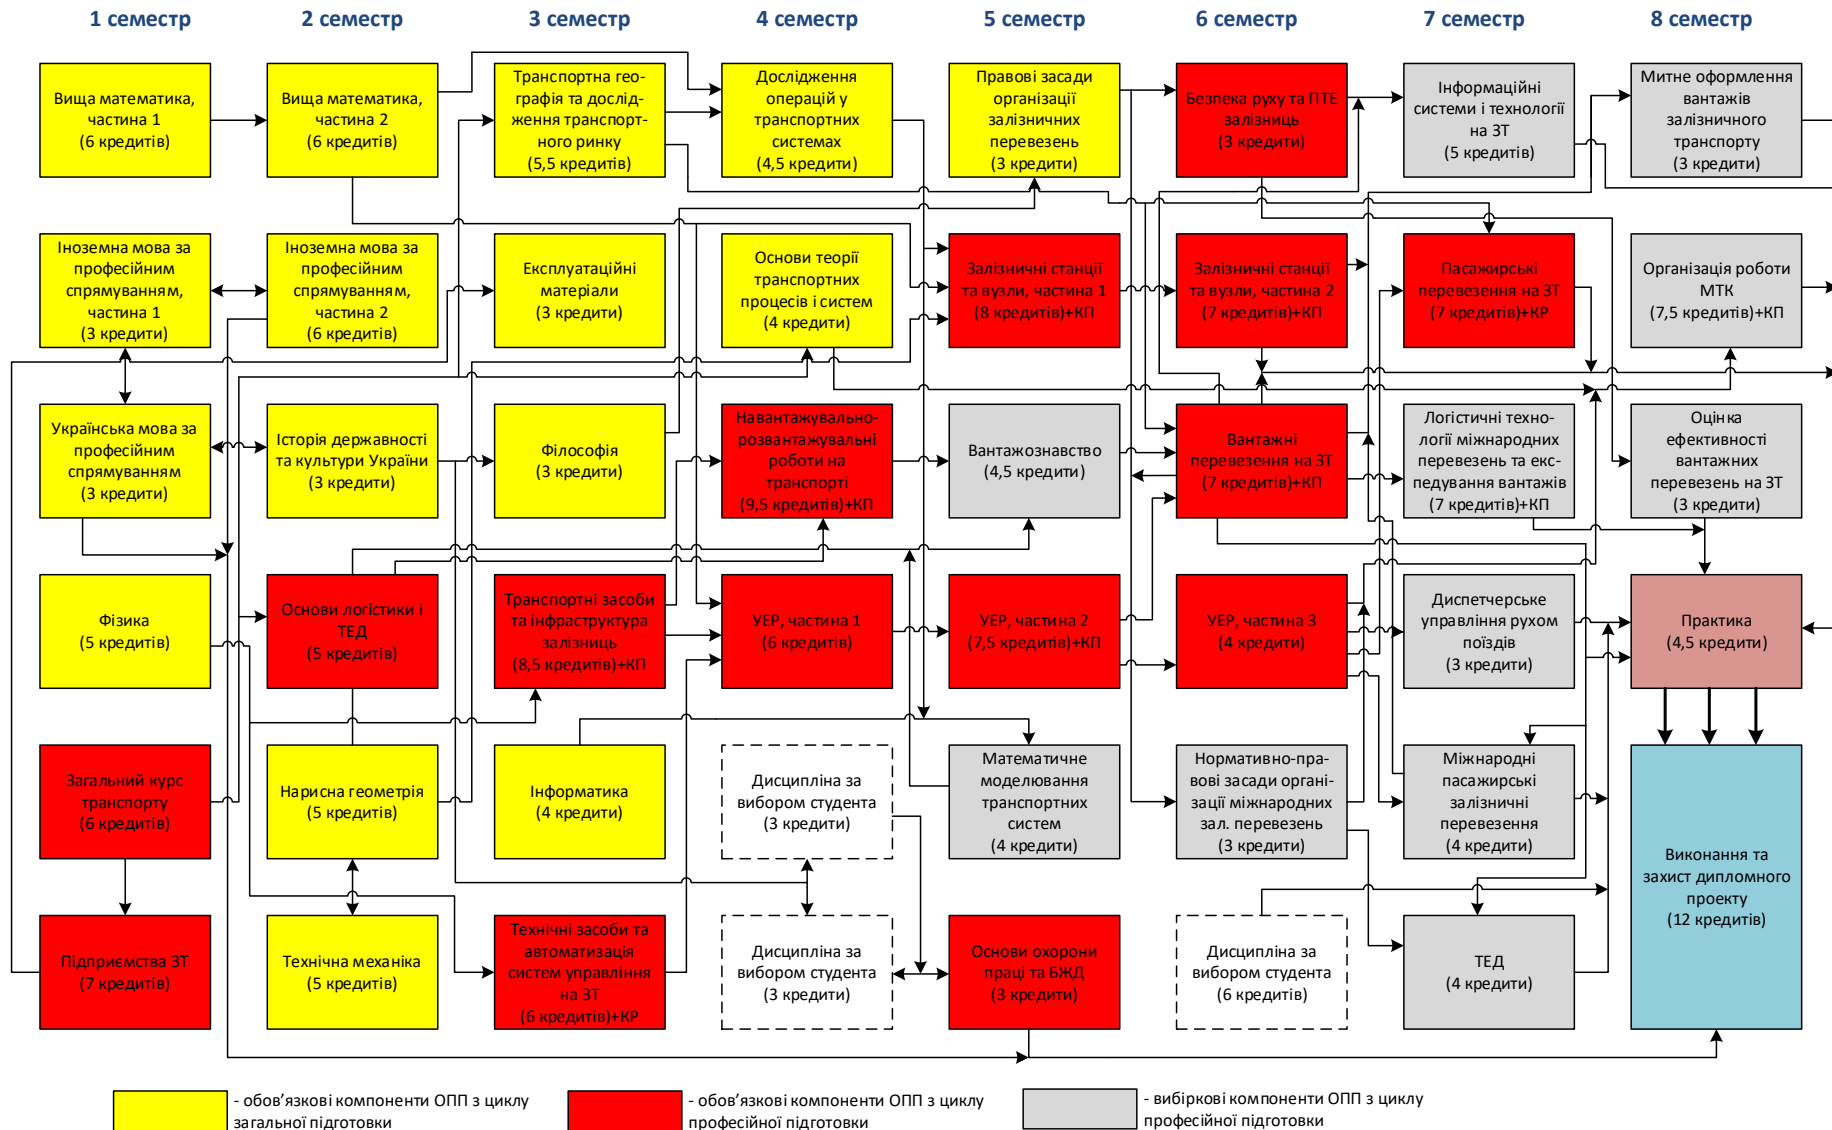 1 семестр
2 семестр
3 семестр
4 семестр
5 семестр
6 семестр
7 семестр
8 семестр
Вища математика,
частина 1
(6 кредитів)
Вища математика,
частина 2
(6 кредитів)
Транспортна гео-
графія та дослід-
ження транспорт-
ного ринку
(5,5 кредитів)
Дослідження
операцій у
транспортних
системах
(4,5 кредити)
Правові засади
організації
залізничних
перевезень
(3 кредити)
Безпека руху та ПТЕ
залізниць
(3 кредити)
Інформаційні
системи і технології
на ЗТ
(5 кредитів)
Митне оформлення
вантажів
залізничного
транспорту
(3 кредити)
Іноземна мова за
професійним
спрямуванням,
частина 1
(3 кредити)
Іноземна мова за
професійним
спрямуванням,
частина 2
(6 кредитів)
Експлуатаційні
матеріали
(3 кредити)
Основи теорії
транспортних
процесів і систем
(4 кредити)
Залізничні станції
та вузли, частина 1
(8 кредитів)+КП
Залізничні станції
та вузли, частина 2
(7 кредитів)+КП
Пасажирські
перевезення на ЗТ
(7 кредитів)+КР
Організація роботи
МТК
(7,5 кредитів)+КП
Українська мова за
професійним
спрямуванням
(3 кредити)
Історія державності
та культури України
(3 кредити)
Філософія
(3 кредити)
Навантажувально-
розвантажувальні
роботи на
транспорті
(9,5 кредитів)+КП
Вантажознавство
(4,5 кредити)
Вантажні
перевезення на ЗТ
(7 кредитів)+КП
Логістичні техно-
логії міжнародних
перевезень та екс-
педування вантажів
(7 кредитів)+КП
Оцінка
ефективності
вантажних
перевезень на ЗТ
(3 кредити)
Фізика
(5 кредитів)
Основи логістики і
ТЕД
(5 кредитів)
Транспортні засоби
та інфраструктура
залізниць
(8,5 кредитів)+КП
УЕР, частина 1
(6 кредитів)
УЕР, частина 2
(7,5 кредитів)+КП
УЕР, частина 3
(4 кредити)
Диспетчерське
управління рухом
поїздів
(3 кредити)
Практика
(4,5 кредити)
Загальний курс
транспорту
(6 кредитів)
Нарисна геометрія
(5 кредитів)
Інформатика
(4 кредити)
Дисципліна за
вибором студента
(3 кредити)
Математичне
моделювання
транспортних
систем
(4 кредити)
Нормативно-пра-
вові засади органі-
зації міжнародних
зал. перевезень
(3 кредити)
Міжнародні
пасажирські
залізничні
перевезення
(4 кредити)
Виконання та
захист дипломного
проекту
(12 кредитів)
Підприємства ЗТ
(7 кредитів)
Технічна механіка
(5 кредитів)
Технічні засоби та
автоматизація
систем управління
на ЗТ
(6 кредитів)+КР
Дисципліна за
вибором студента
(3 кредити)
Основи охорони
праці та БЖД
(3 кредити)
Дисципліна за
вибором студента
(6 кредитів)
ТЕД
(4 кредити)
- обов’язкові компоненти ОПП з циклу
загальної підготовки
- обов’язкові компоненти ОПП з циклу
професійної підготовки
- вибіркові компоненти ОПП з циклу
професійної підготовки